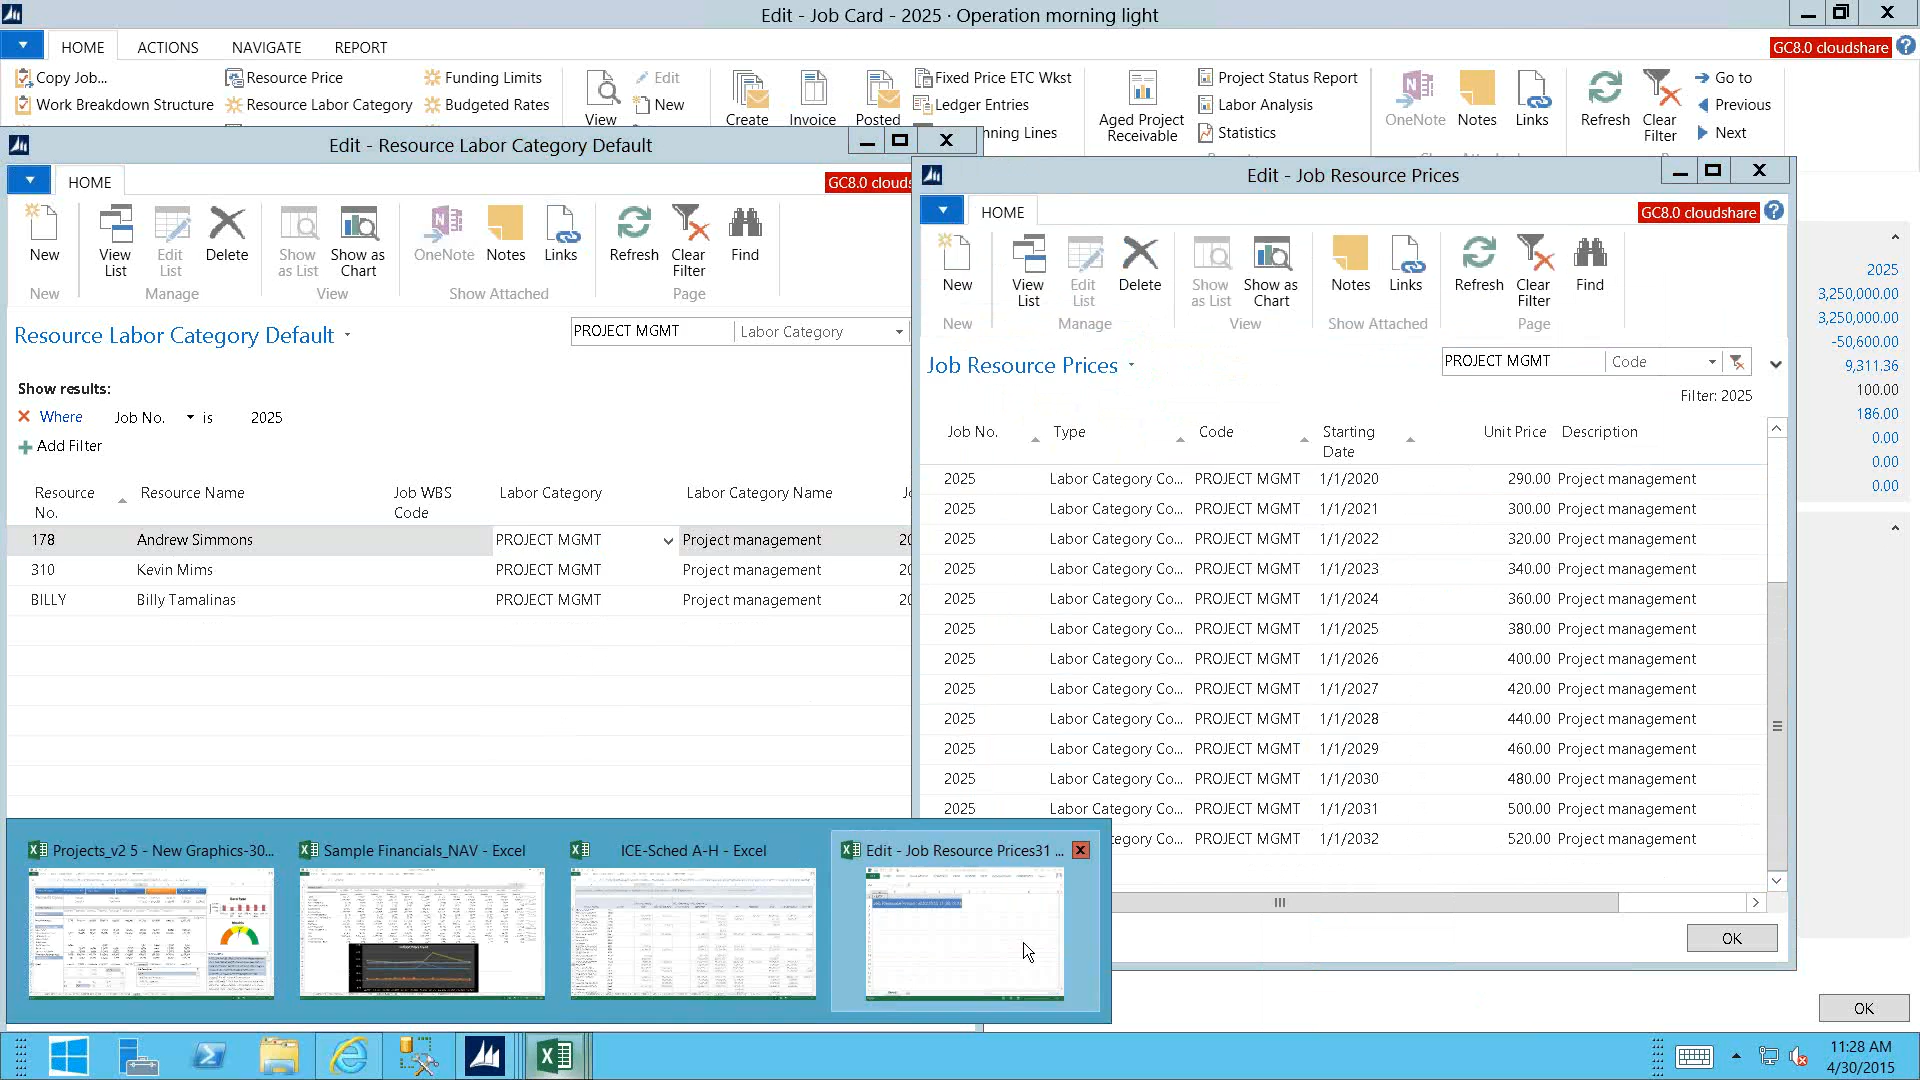 Edit - Job Card - 2025 · Operation morning light
HOME ACTIONS NAVIGATE REPORT
GC8.0 cloudshare
Copy Job... Resource Price Funding Limits Edit Fixed Price ETC Wkst Project Status Report Go to
Work Breakdown Structure Resource Labor Category Budgeted Rates New Ledger Entries Labor Analysis Previous
View Create Invoice Posted nning Lines Aged Project Receivable Statistics OneNote Notes Links Refresh Clear Filter Next
Edit - Resource Labor Category Default
HOME
GC8.0 clouds
New View List Edit List Delete Show as List Show as Chart OneNote Notes Links Refresh Clear Filter Find
New Manage View Show Attached Page
Resource Labor Category Default
PROJECT MGMT Labor Category
Show results:
Where Job No. is 2025
Add Filter
Resource No. Resource Name Job WBS Code Labor Category Labor Category Name
178 Andrew Simmons PROJECT MGMT Project management
310 Kevin Mims PROJECT MGMT Project management
BILLY Billy Tamalinas PROJECT MGMT Project management
Edit - Job Resource Prices
HOME
GC8.0 cloudshare
New View List Edit List Delete Show as List Show as Chart Notes Links Refresh Clear Filter Find
New Manage View Show Attached Page
Job Resource Prices
PROJECT MGMT Code
Filter: 2025
Job No. Type Code Starting Date Unit Price Description
2025 Labor Category Co... PROJECT MGMT 1/1/2020 290.00 Project management
2025 Labor Category Co... PROJECT MGMT 1/1/2021 300.00 Project management
2025 Labor Category Co... PROJECT MGMT 1/1/2022 320.00 Project management
2025 Labor Category Co... PROJECT MGMT 1/1/2023 340.00 Project management
2025 Labor Category Co... PROJECT MGMT 1/1/2024 360.00 Project management
2025 Labor Category Co... PROJECT MGMT 1/1/2025 380.00 Project management
2025 Labor Category Co... PROJECT MGMT 1/1/2026 400.00 Project management
2025 Labor Category Co... PROJECT MGMT 1/1/2027 420.00 Project management
2025 Labor Category Co... PROJECT MGMT 1/1/2028 440.00 Project management
2025 Labor Category Co... PROJECT MGMT 1/1/2029 460.00 Project management
2025 Labor Category Co... PROJECT MGMT 1/1/2030 480.00 Project management
2025 Labor Category Co... PROJECT MGMT 1/1/2031 500.00 Project management
tegory Co... PROJECT MGMT 1/1/2032 520.00 Project management
OK
2025
3,250,000.00
3,250,000.00
-50,600.00
9,311.36
100.00
186.00
0.00
0.00
0.00
OK
Projects_v2 5 - New Graphics-30... Sample Financials_NAV - Excel ICE-Sched A-H - Excel Edit - Job Resource Prices31 ...
11:28 AM
4/30/2015